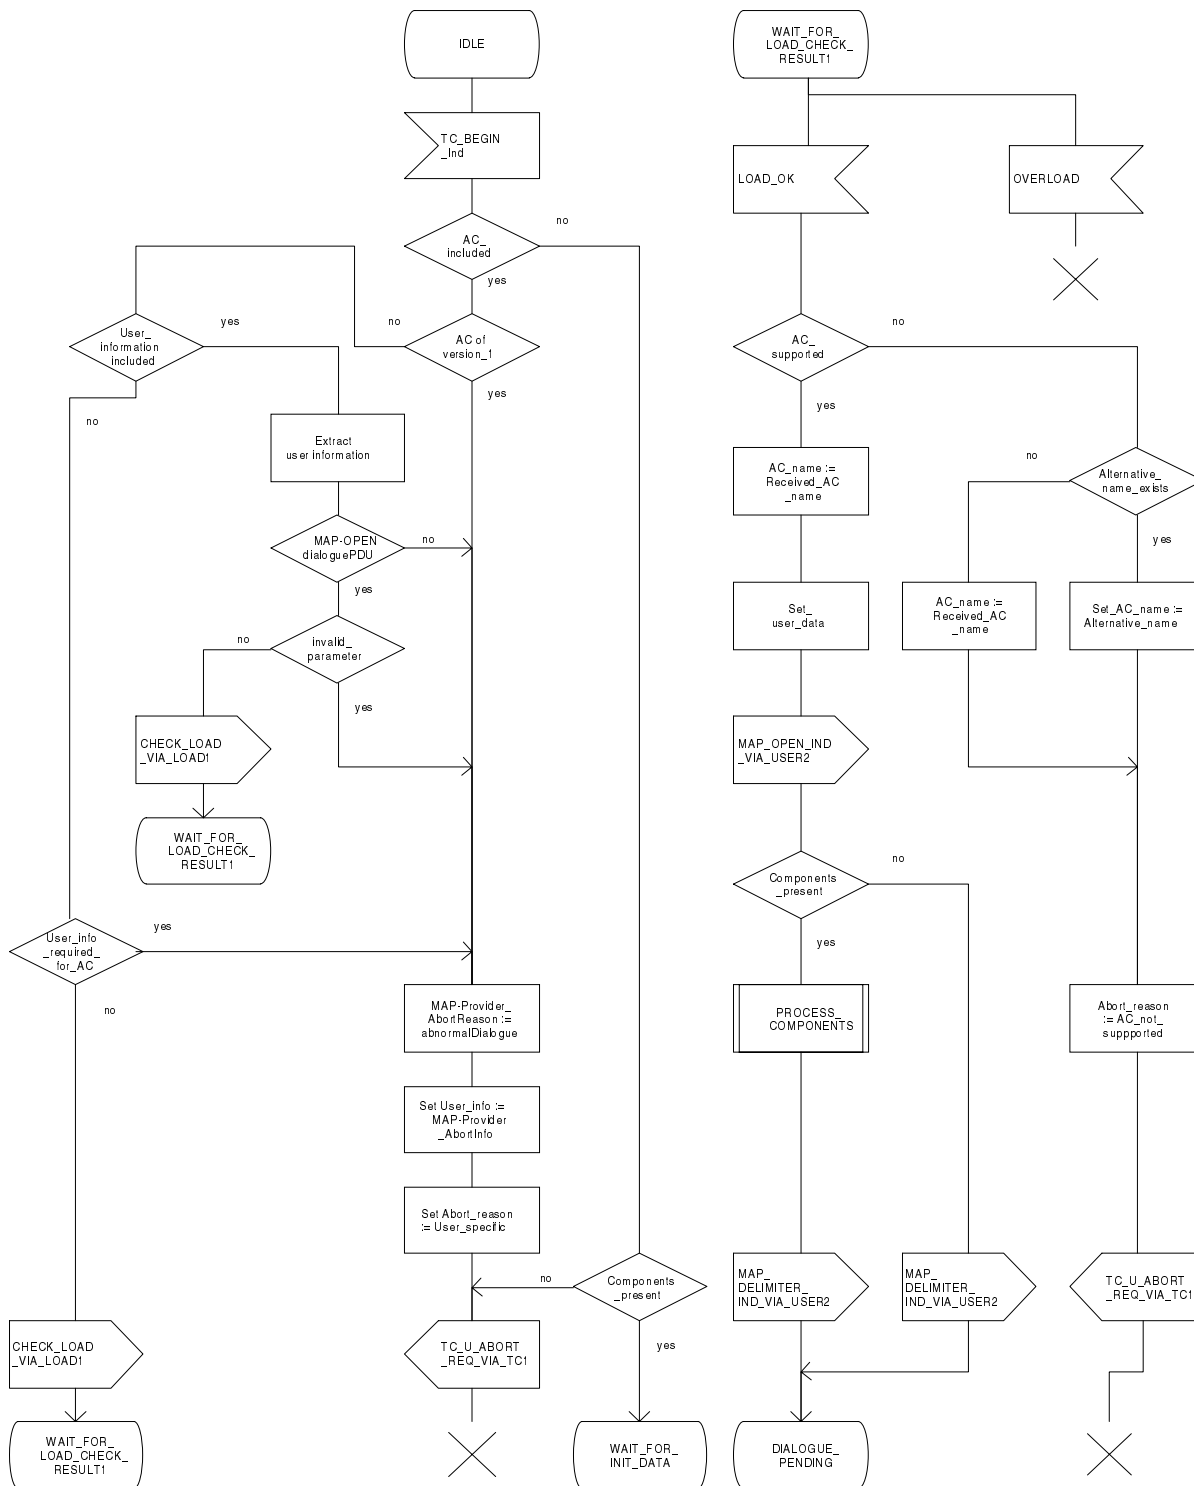 IDLE
TC_BEGIN
_Ind
AC_
included
no
yes
AC of
version_1
no
yes
User_
information
included
yes
no
Extract
user information
MAP-OPEN
dialoguePDU
no
yes
invalid_
parameter
no
yes
CHECK_LOAD
_VIA_LOAD1
WAIT_FOR_
LOAD_CHECK_
RESULT1
User_info
_required_
for_AC
yes
no
MAP-Provider_
AbortReason :=
abnormalDialogue
Set User_info :=
MAP-Provider
_AbortInfo
Set Abort_reason
:= User_specific
Components
_present
no
yes
TC_U_ABORT
_REQ_VIA_TC1
CHECK_LOAD
_VIA_LOAD1
WAIT_FOR_
LOAD_CHECK_
RESULT1
WAIT_FOR_
INIT_DATA
WAIT_FOR_
LOAD_CHECK_
RESULT1
LOAD_OK
OVERLOAD
AC_
supported
no
yes
AC_name :=
Received_AC
_name
Alternative_
name_exists
no
yes
Set_
user_data
AC_name :=
Received_AC
_name
Set_AC_name :=
Alternative_name
MAP_OPEN_IND
_VIA_USER2
Components
_present
no
yes
PROCESS_
COMPONENTS
Abort_reason
:= AC_not_
suppported
MAP_
DELIMITER_
IND_VIA_USER2
MAP_
DELIMITER_
IND_VIA_USER2
TC_U_ABORT
_REQ_VIA_TC1
DIALOGUE_
PENDING